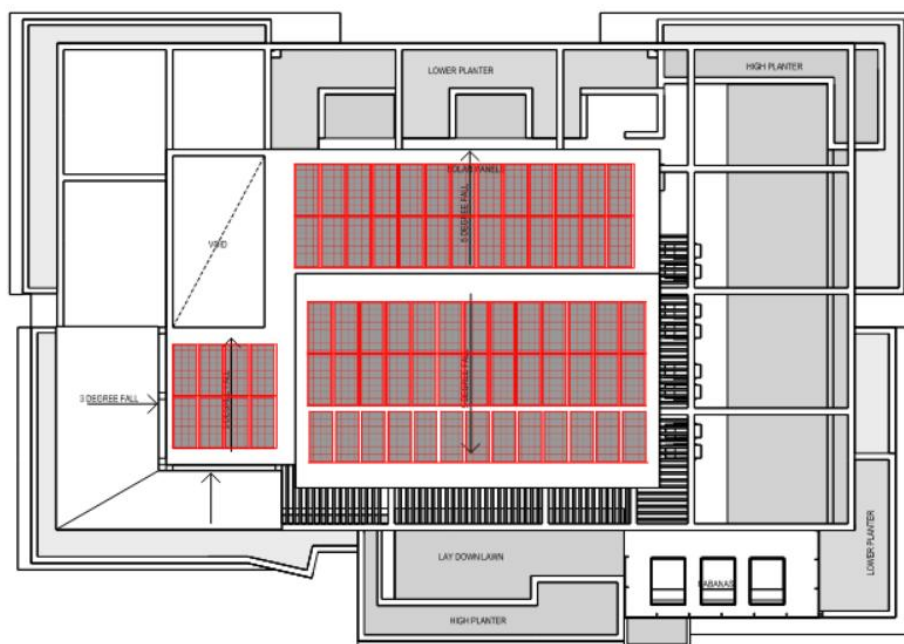 LOWER PLANTER
HIGH PLANTER
SOLAR PANELS
5 DEGREE FALL
VOID
3 DEGREE FALL
LOWER PLANTER
LAY DOWN LAWN
CABANAS
HIGH PLANTER